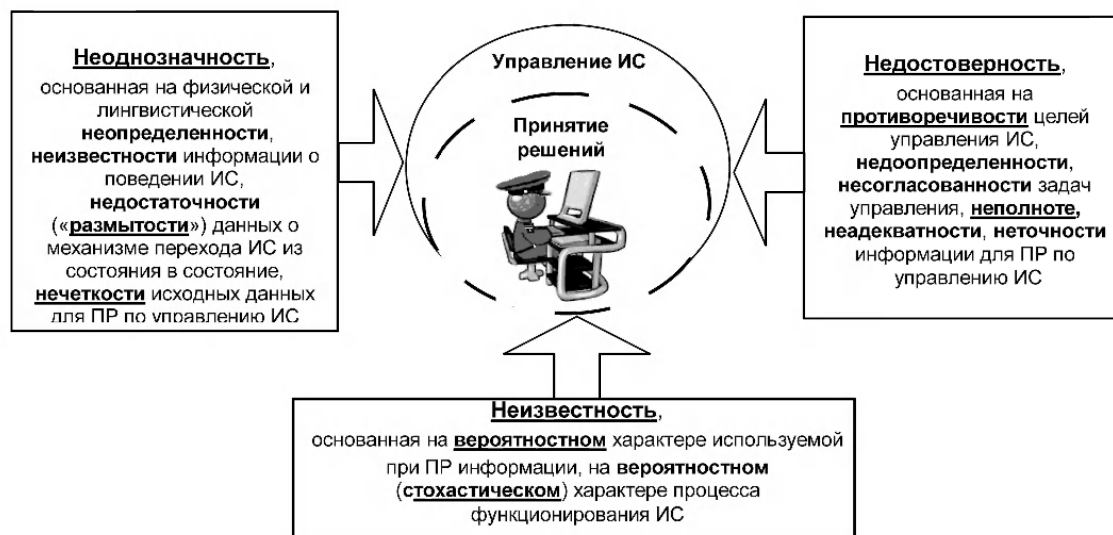 Неоднозначность,
основанная на физической и
лингвистической
неопределенности,
неизвестности информации о
поведении ИС,
недостаточности
(«размытости») данных о
механизме перехода ИС из
состояния в состояние,
нечеткости исходных данных
для ПР по управлению ИС
Управление ИС
Принятие
решений
Недостоверность,
основанная на
противоречивости целей
управления ИС,
недоопределенности,
несогласованности задач
управления, неполноте,
неадекватности, неточности
информации для ПР по
управлению ИС
Неизвестность,
основанная на вероятностном характере используемой
при ПР информации, на вероятностном
(стохастическом) характере процесса
функционирования ИС